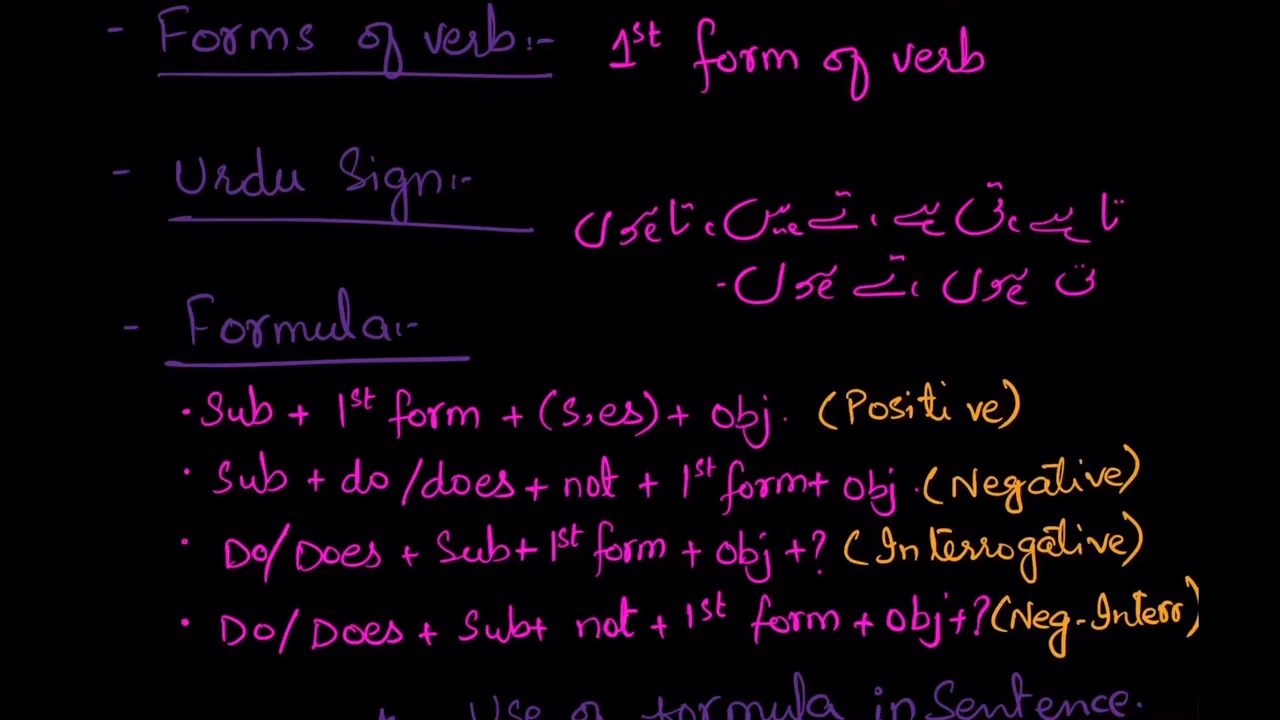 - Forms of verb:- 1st form of verb
- Urdu Sign:-
تا ہے، تی ہے، تے ہیں، تا ہوں
تی ہوں، تے ہوں -
- Formula:-
• Sub + 1st form + (s,es) + obj. (Positive)
• Sub + do/does + not + 1st form + obj. (Negative)
• Do/Does + Sub + 1st form + obj + ? (Interrogative)
• Do/Does + Sub + not + 1st form + obj + ? (Neg-Interr)
Use of formula in Sentence.